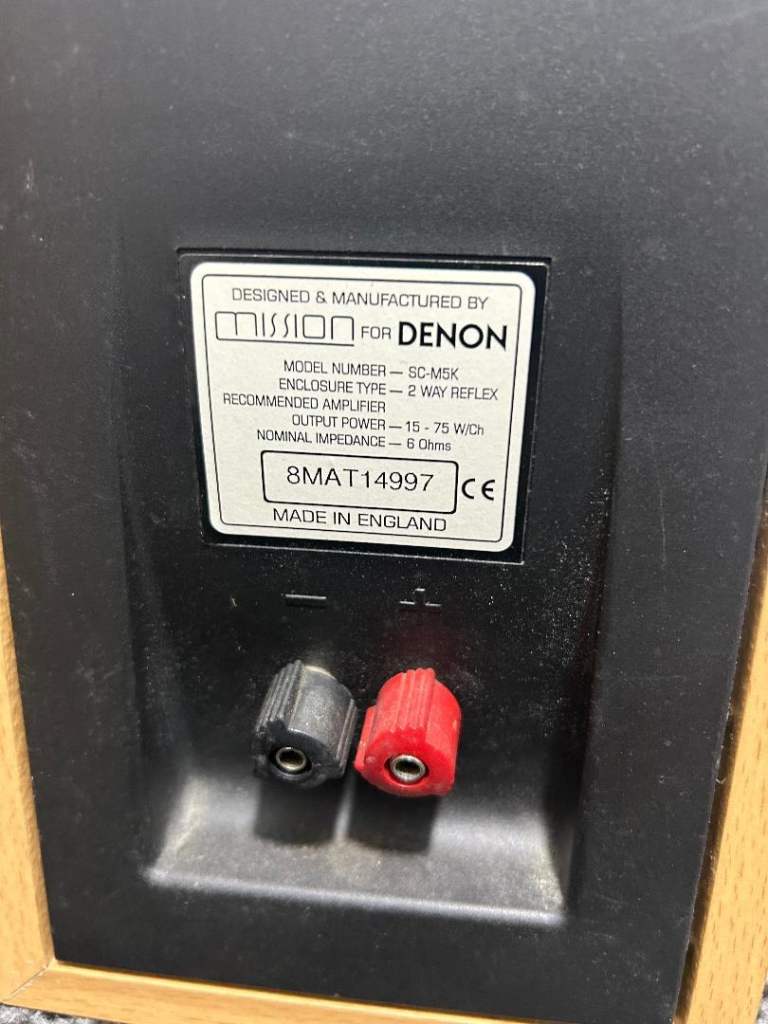 DESIGNED & MANUFACTURED BY
mission FOR DENON
MODEL NUMBER — SC-M5K
ENCLOSURE TYPE — 2 WAY REFLEX
RECOMMENDED AMPLIFIER
OUTPUT POWER — 15 - 75 W/Ch
NOMINAL IMPEDANCE — 6 Ohms
8MAT14997 CE
MADE IN ENGLAND
− +